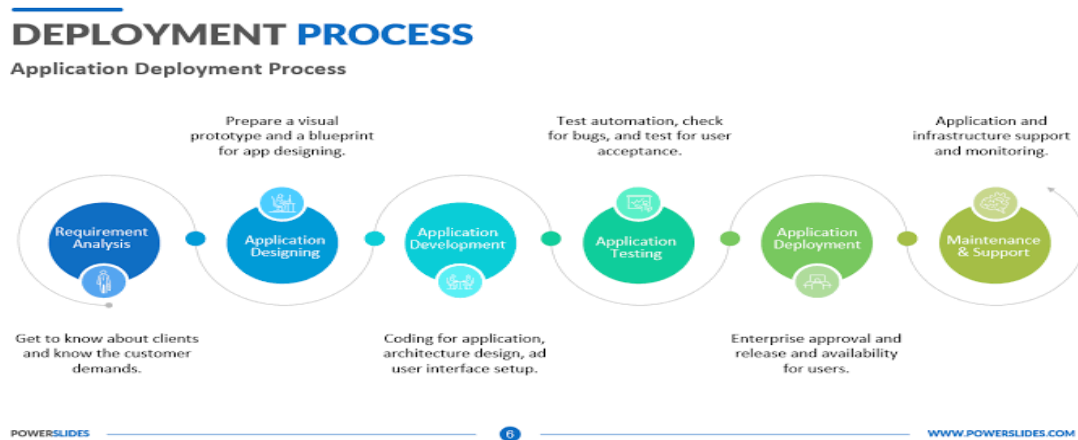 DEPLOYMENT PROCESS
Application Deployment Process
Prepare a visual
prototype and a blueprint
for app designing.
Test automation, check
for bugs, and test for user
acceptance.
Application and
infrastructure support
and monitoring.
Requirement
Analysis
Application
Designing
Application
Development
Application
Testing
Application
Deployment
Maintenance
& Support
Get to know about clients
and know the customer
demands.
Coding for application,
architecture design, ad
user interface setup.
Enterprise approval and
release and availability
for users.
POWERSLIDES
6
WWW.POWERSLIDES.COM